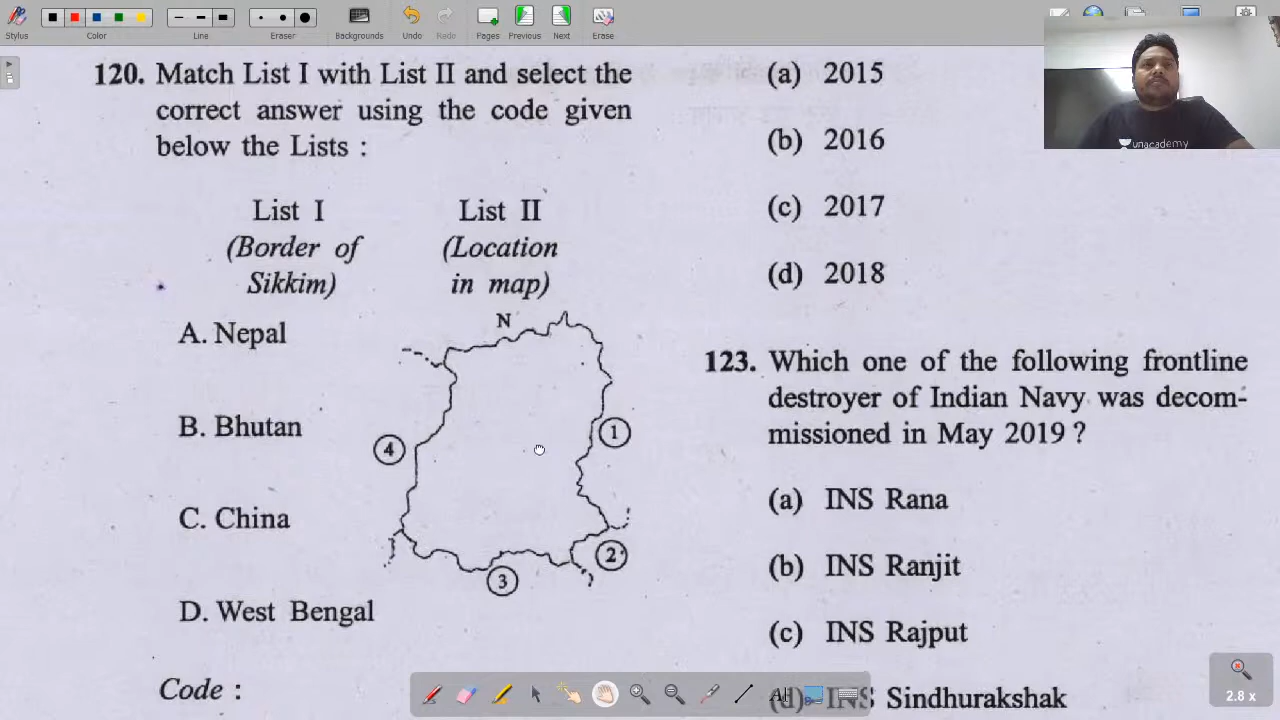 Stylus
Color
Line
Eraser
Backgrounds
Undo
Redo
Pages
Previous
Next
Erase
unacademy
120. Match List I with List II and select the
correct answer using the code given
below the Lists :
List I
(Border of
Sikkim)
List II
(Location
in map)
A. Nepal
B. Bhutan
C. China
D. West Bengal
N
1
2
3
4
Code :
(a) 2015
(b) 2016
(c) 2017
(d) 2018
123. Which one of the following frontline
destroyer of Indian Navy was decom-
missioned in May 2019 ?
(a) INS Rana
(b) INS Ranjit
(c) INS Rajput
(d) INS Sindhurakshak
2.8 x